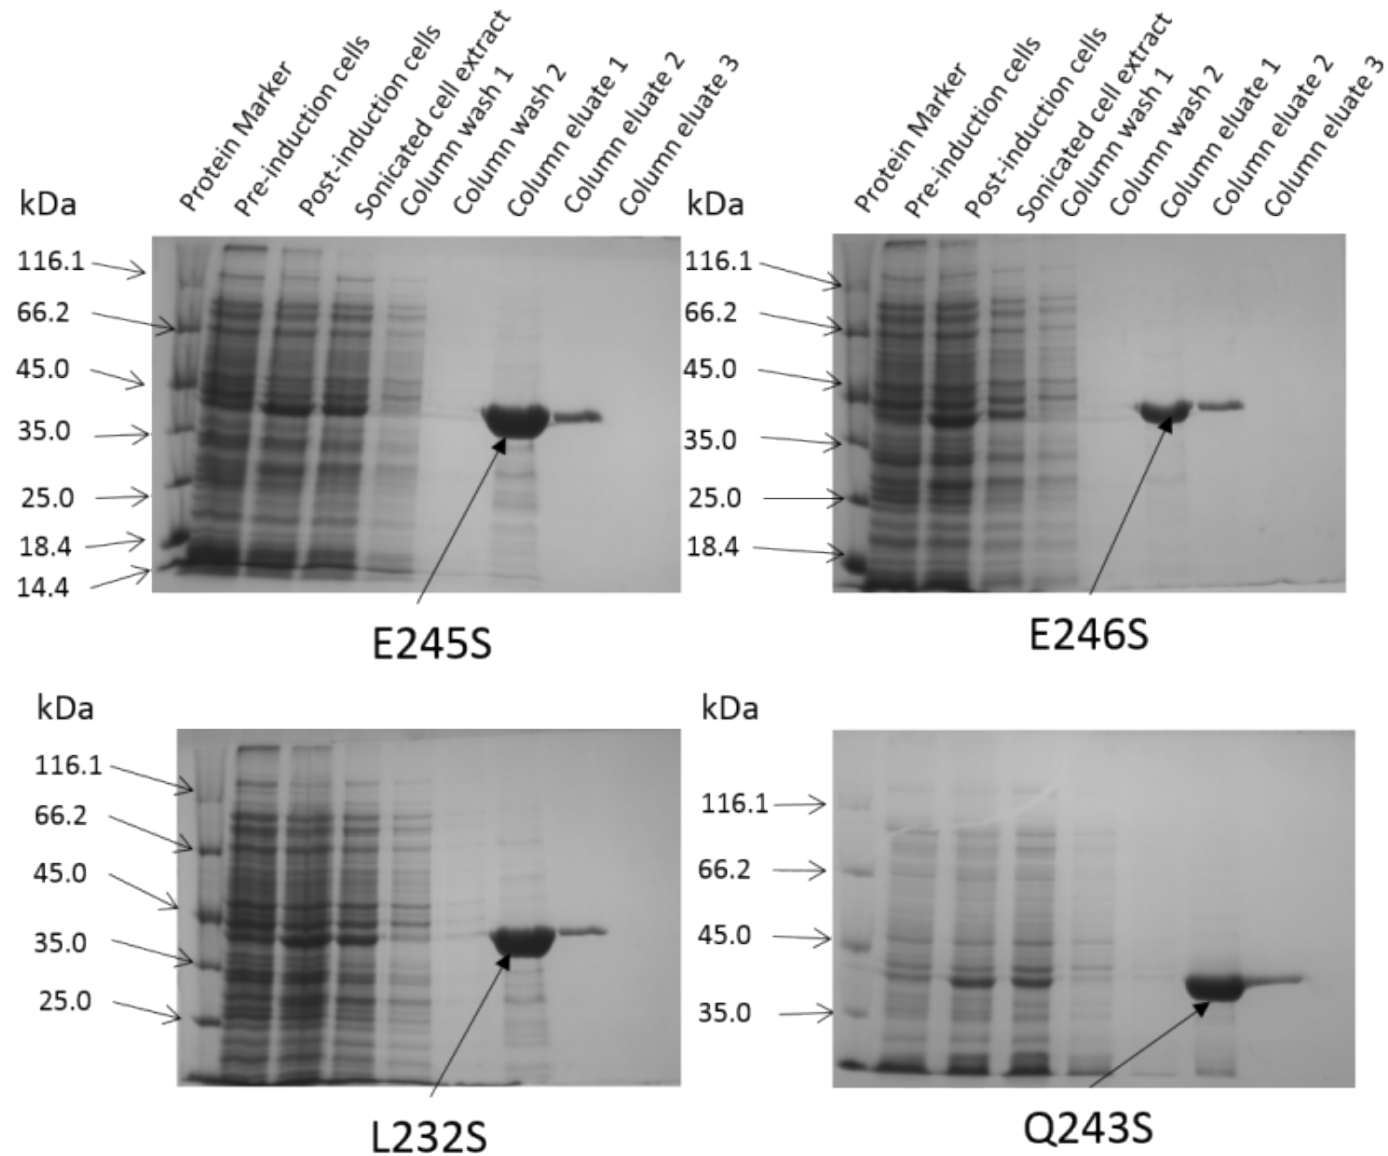 Protein Marker
Pre-induction cells
Post-induction cells
Sonicated cell extract
Column wash 1
Column wash 2
Column eluate 1
Column eluate 2
Column eluate 3
kDa
116.1
66.2
45.0
35.0
25.0
18.4
14.4
E245S
Protein Marker
Pre-induction cells
Post-induction cells
Sonicated cell extract
Column wash 1
Column wash 2
Column eluate 1
Column eluate 2
Column eluate 3
kDa
116.1
66.2
45.0
35.0
25.0
18.4
E246S
kDa
116.1
66.2
45.0
35.0
25.0
L232S
kDa
116.1
66.2
45.0
35.0
Q243S